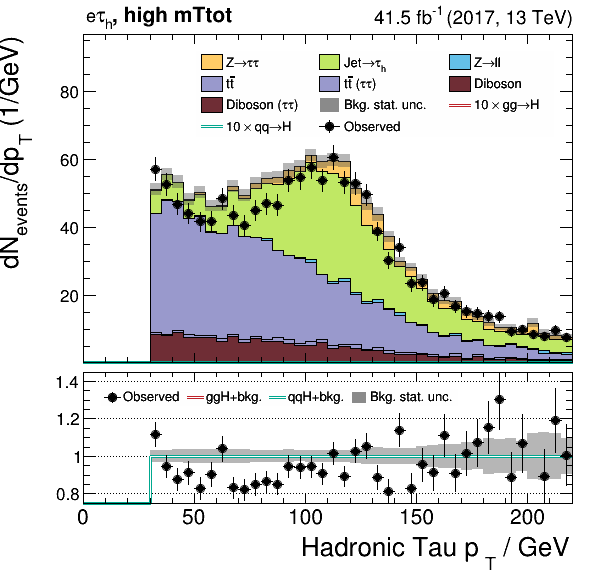 eτh, high mTtot
41.5 fb-1 (2017, 13 TeV)
dNevents/dpT (1/GeV)
80
60
40
20
Z→ττ
Jet→τh
Z→ll
tt̄
tt̄ (ττ)
Diboson
Diboson (ττ)
Bkg. stat. unc.
10 × gg→H
10 × qq→H
Observed
1.4
1.2
1
0.8
Observed
ggH+bkg.
qqH+bkg.
Bkg. stat. unc.
0
50
100
150
200
Hadronic Tau pT / GeV